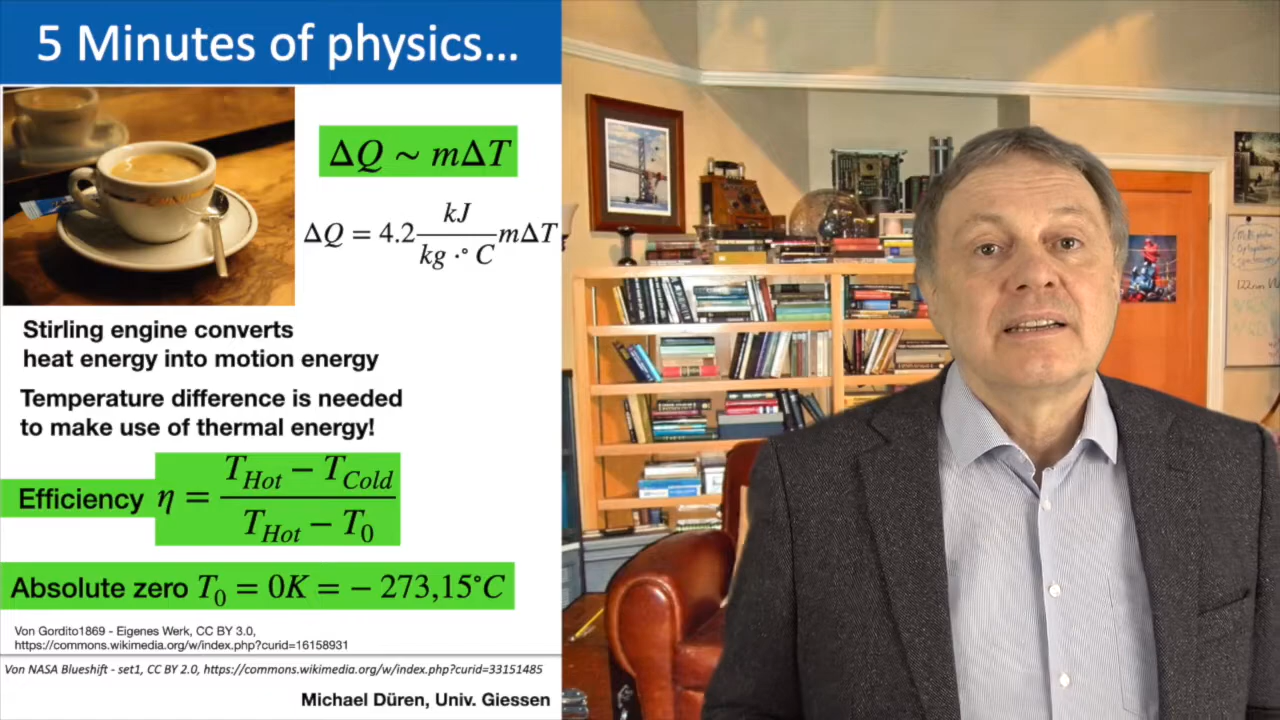 5 Minutes of physics...
ΔQ ~ mΔT
ΔQ = 4.2 kJ/(kg ·° C) mΔT
Stirling engine converts
heat energy into motion energy
Temperature difference is needed
to make use of thermal energy!
Efficiency η = (T_Hot − T_Cold)/(T_Hot − T_0)
Absolute zero T_0 = 0K = − 273,15°C
Von Gordito1869 - Eigenes Werk, CC BY 3.0,
https://commons.wikimedia.org/w/index.php?curid=16158931
Von NASA Blueshift - set1, CC BY 2.0, https://commons.wikimedia.org/w/index.php?curid=33151485
Michael Düren, Univ. Giessen